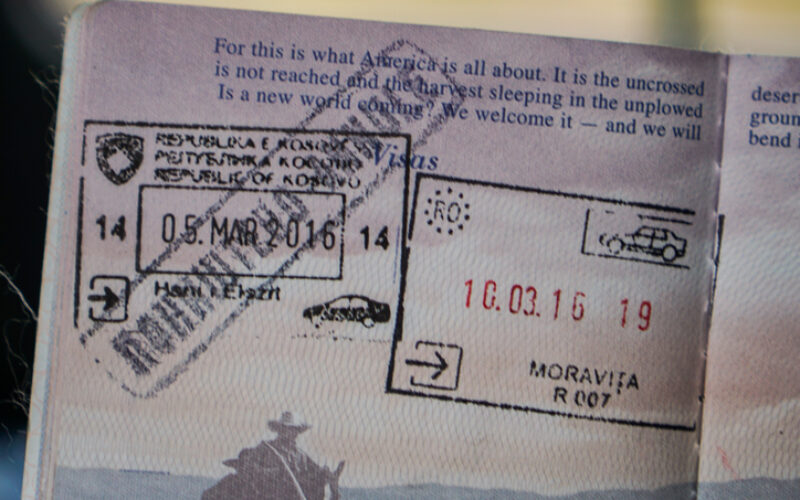 For this is what America is all about. It is the uncrossed
is not reached and the harvest sleeping in the unplowed
Is a new world coming? We welcome it — and we will
Visas
deser
groun
bend
REPUBLIKA E KOSOVËS
РЕПУБЛИКА КОСОВО
REPUBLIC OF KOSOVO
14
05. MAR 2016
14
RO
10.03.16 19
MORAVIȚA
R 007